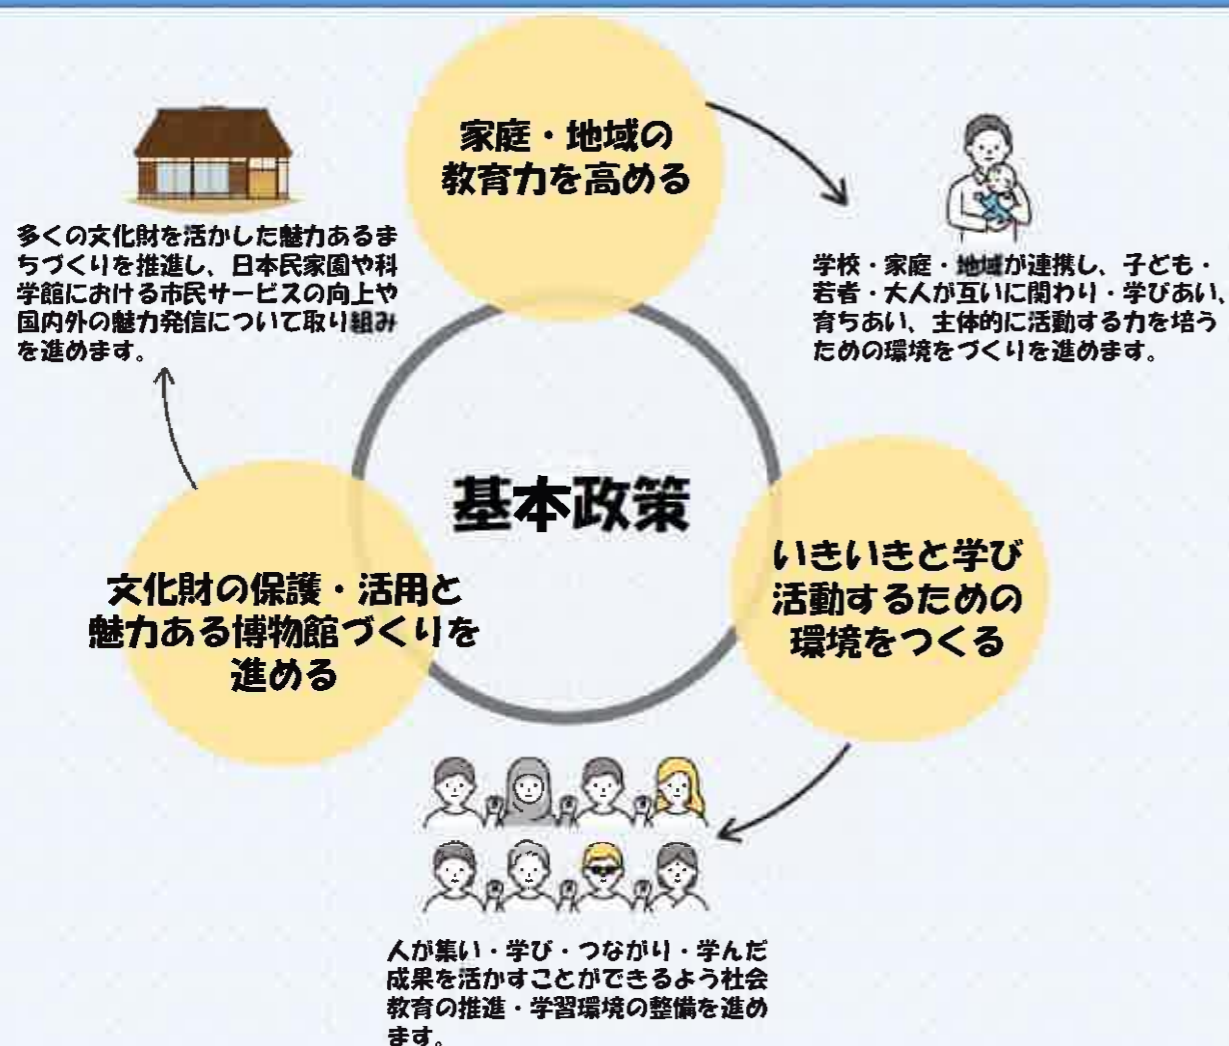 家庭・地域の
教育力を高める
学校・家庭・地域が連携し、子ども・
若者・大人が互いに関わり・学びあい、
育ちあい、主体的に活動する力を培う
ための環境をづくりを進めます。
多くの文化財を活かした魅力あるま
ちづくりを推進し、日本民家園や科
学館における市民サービスの向上や
国内外の魅力発信について取り組み
を進めます。
基本政策
いきいきと学び
活動するための
環境をつくる
文化財の保護・活用と
魅力ある博物館づくりを
進める
人が集い・学び・つながり・学んだ
成果を活かすことができるよう社会
教育の推進・学習環境の整備を進め
ます。